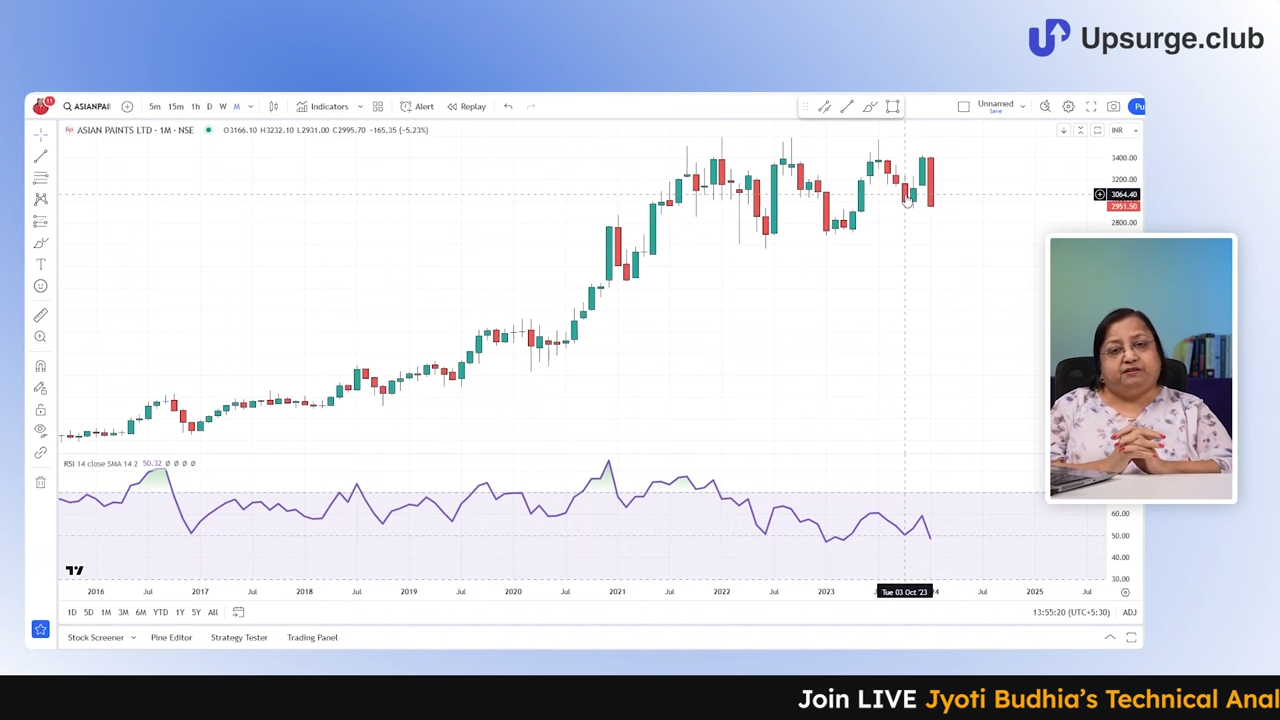 Upsurge.club
11
ASIANPAI
5m 15m 1h D W M
Indicators
Alert
Replay
Unnamed
Save
Pu
ASIAN PAINTS LTD · 1M · NSE
O3166.10 H3232.10 L2931.00 C2995.70 −165.35 (−5.23%)
INR
3400.00
3200.00
3064.40
2951.50
2800.00
RSI 14 close SMA 14 2 50.32 Ø Ø Ø Ø
60.00
50.00
40.00
30.00
2016 Jul 2017 Jul 2018 Jul 2019 Jul 2020 Jul 2021 Jul 2022 Jul 2023 Tue 03 Oct '23 Jul 2025 Jul
1D 5D 1M 3M 6M YTD 1Y 5Y All
13:55:20 (UTC+5:30) ADJ
Stock Screener Pine Editor Strategy Tester Trading Panel
Join LIVE Jyoti Budhia's Technical Anal